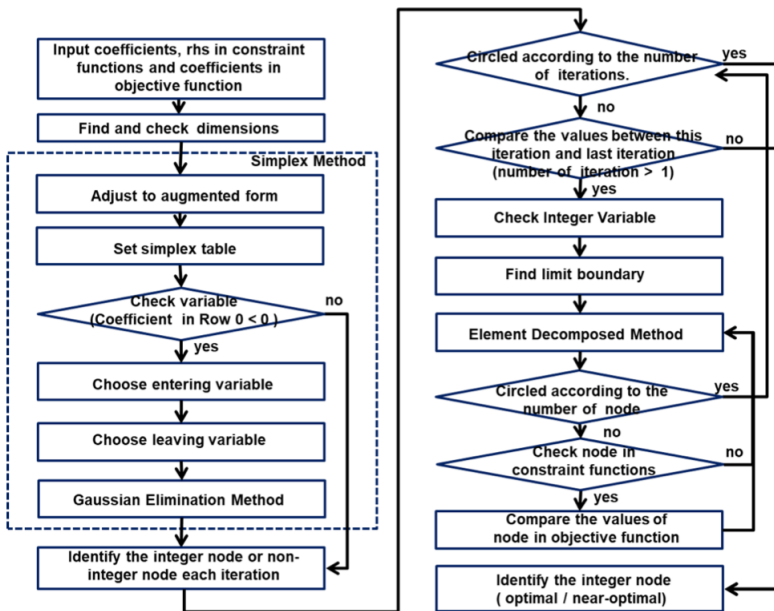 Input coefficients, rhs in constraint
functions and coefficients in
objective function
Find and check dimensions
Simplex Method
Adjust to augmented form
Set simplex table
Check variable
(Coefficient in Row 0 < 0 )
no
yes
Choose entering variable
Choose leaving variable
Gaussian Elimination Method
Identify the integer node or non-
integer node each iteration
Circled according to the number
of iterations.
yes
no
Compare the values between this
iteration and last iteration
(number of iteration > 1)
no
yes
Check Integer Variable
Find limit boundary
Element Decomposed Method
Circled according to the
number of node
yes
no
Check node in
constraint functions
no
yes
Compare the values of
node in objective function
Identify the integer node
( optimal / near-optimal)